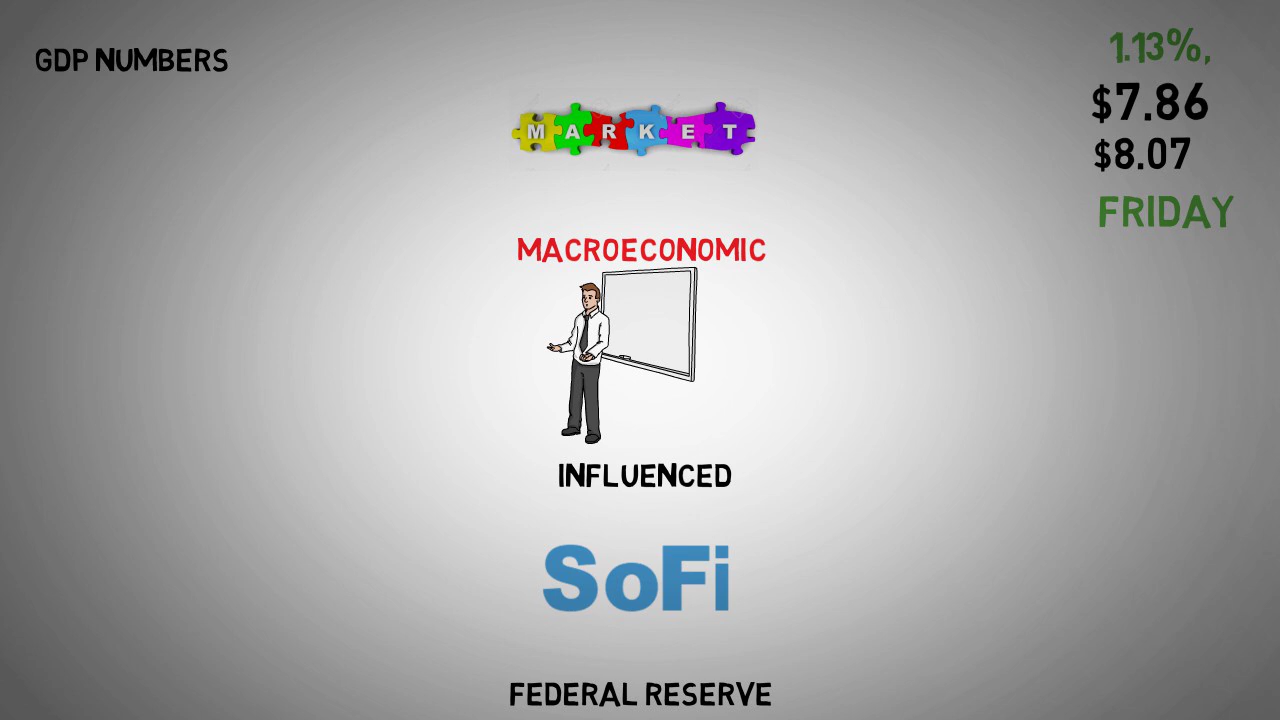 GDP NUMBERS
1.13%,
$7.86
$8.07
FRIDAY
MARKET
MACROECONOMIC
INFLUENCED
SoFi
FEDERAL RESERVE